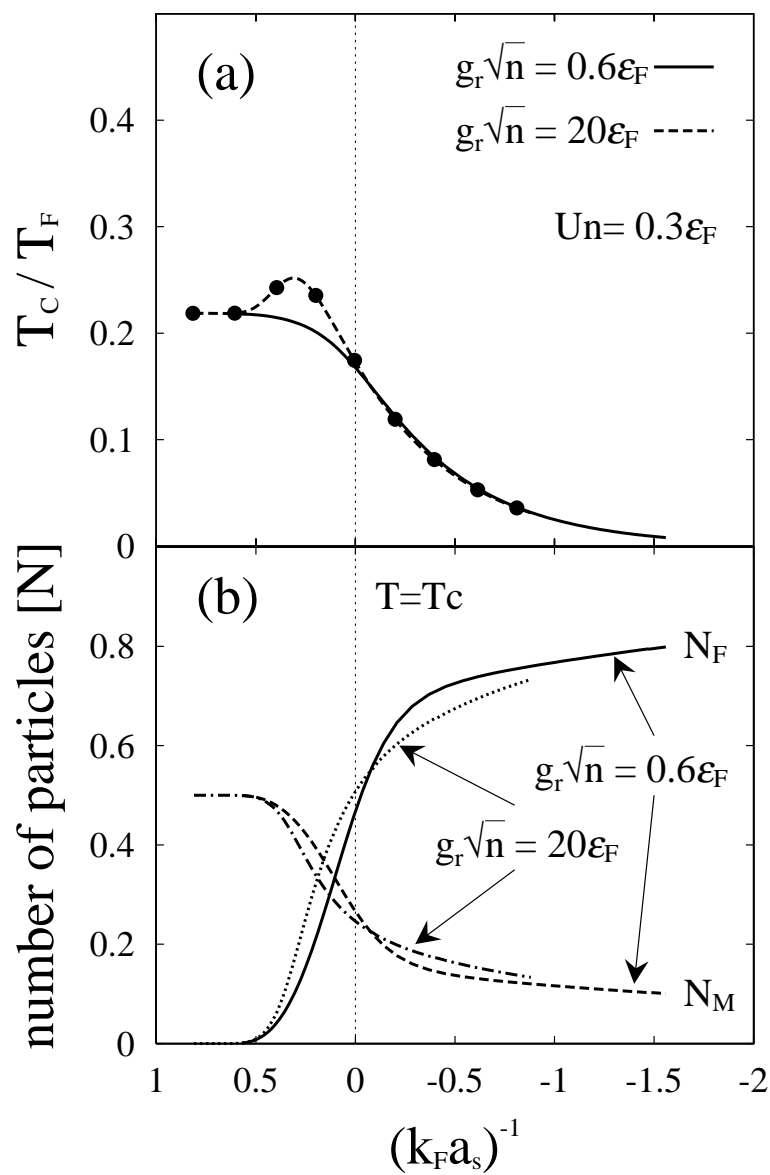 (a)
g_r√n = 0.6ε_F
g_r√n = 20ε_F
Un= 0.3ε_F
T_C / T_F
0.4
0.3
0.2
0.1
0
(b)
T=Tc
number of particles [N]
0.8
0.6
0.4
0.2
0
N_F
g_r√n = 0.6ε_F
g_r√n = 20ε_F
N_M
1
0.5
0
-0.5
-1
-1.5
-2
(k_F a_s)^-1